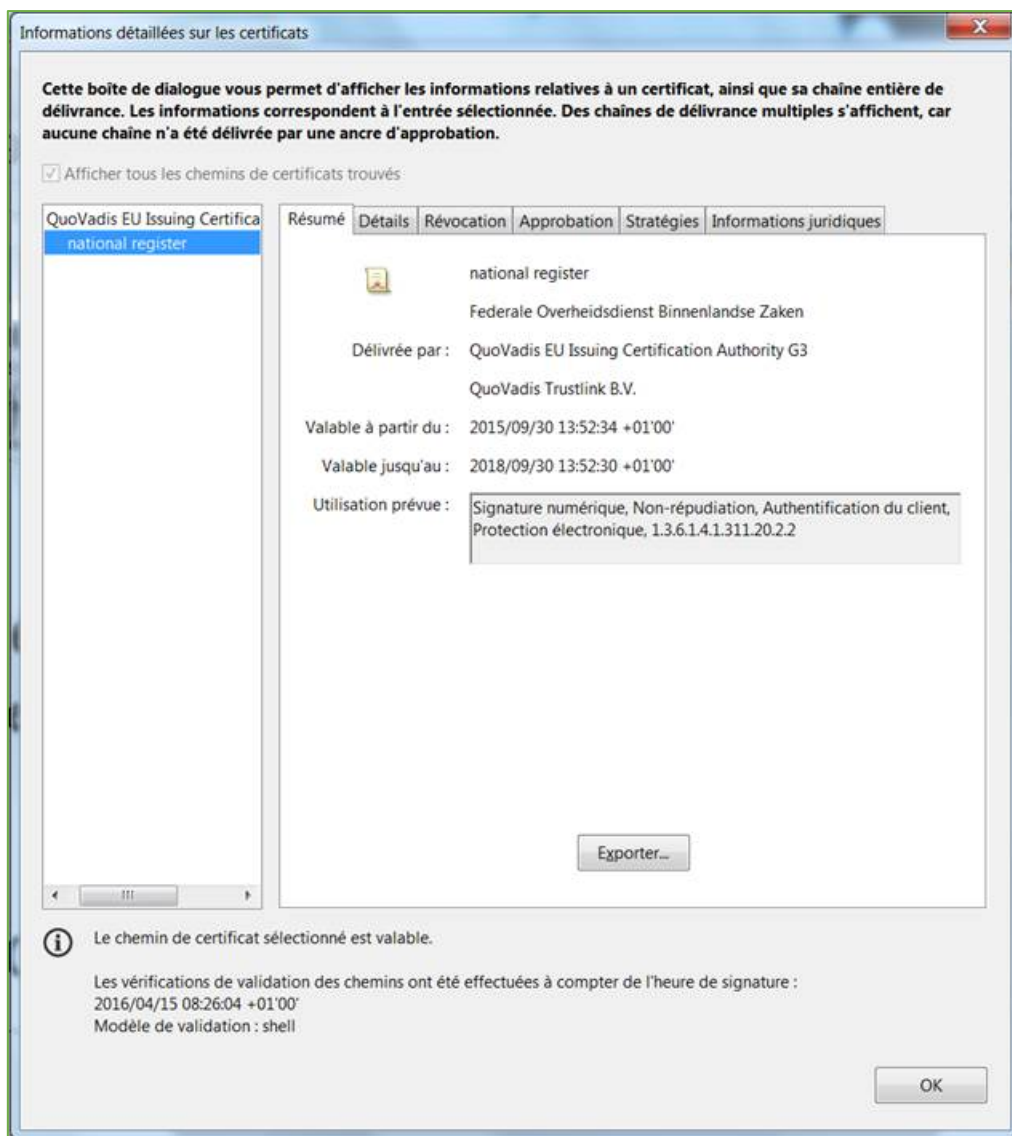 Informations détaillées sur les certificats
Cette boîte de dialogue vous permet d'afficher les informations relatives à un certificat, ainsi que sa chaîne entière de
délivrance. Les informations correspondent à l'entrée sélectionnée. Des chaînes de délivrance multiples s'affichent, car
aucune chaîne n'a été délivrée par une ancre d'approbation.
Afficher tous les chemins de certificats trouvés
QuoVadis EU Issuing Certifica
national register
Résumé Détails Révocation Approbation Stratégies Informations juridiques
national register
Federale Overheidsdienst Binnenlandse Zaken
Délivrée par : QuoVadis EU Issuing Certification Authority G3
QuoVadis Trustlink B.V.
Valable à partir du : 2015/09/30 13:52:34 +01'00'
Valable jusqu'au : 2018/09/30 13:52:30 +01'00'
Utilisation prévue : Signature numérique, Non-répudiation, Authentification du client,
Protection électronique, 1.3.6.1.4.1.311.20.2.2
Exporter...
Le chemin de certificat sélectionné est valable.
Les vérifications de validation des chemins ont été effectuées à compter de l'heure de signature :
2016/04/15 08:26:04 +01'00'
Modèle de validation : shell
OK